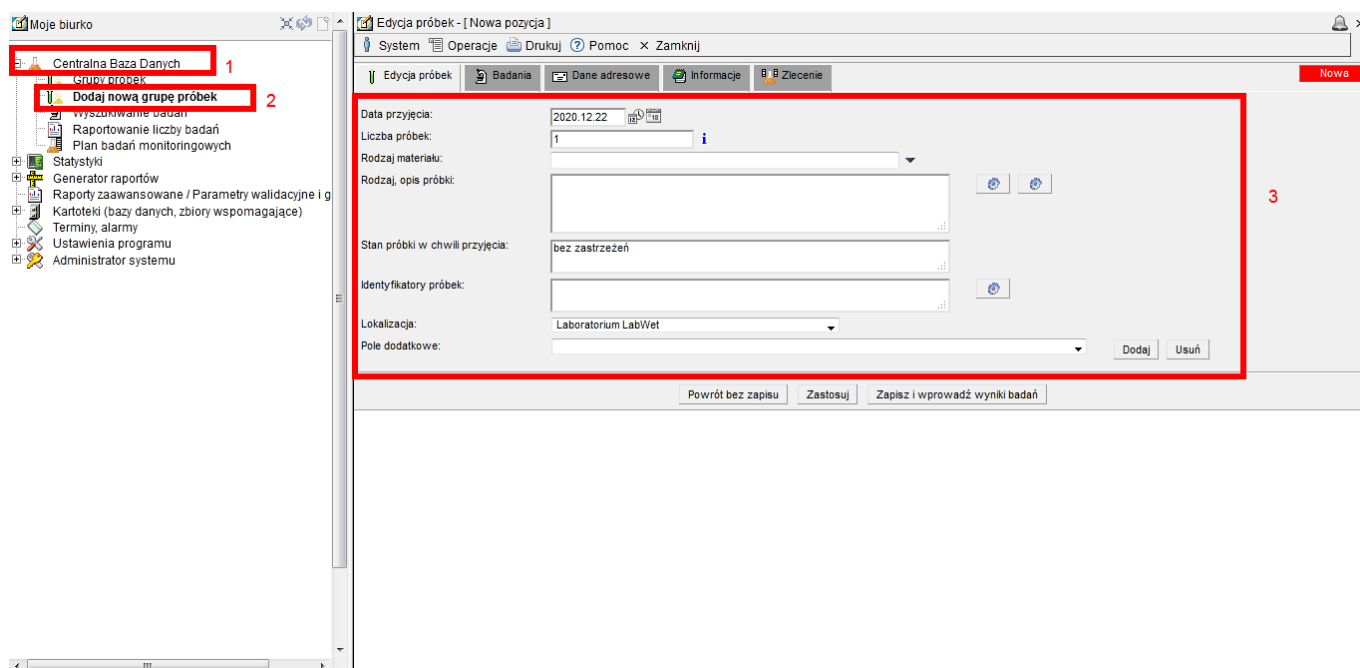 Moje biurko
Centralna Baza Danych
1
Grupy próbek
Dodaj nową grupę próbek
2
Wyszukiwanie badań
Raportowanie liczby badań
Plan badań monitoringowych
Statystyki
Generator raportów
Raporty zaawansowane / Parametry walidacyjne i g
Kartoteki (bazy danych, zbiory wspomagające)
Terminy, alarmy
Ustawienia programu
Administrator systemu
Edycja próbek - [ Nowa pozycja ]
System Operacje Drukuj Pomoc Zamknij
Edycja próbek Badania Dane adresowe Informacje Zlecenie Nowa
Data przyjęcia: 2020.12.22
Liczba próbek: 1 i
Rodzaj materiału:
Rodzaj, opis próbki:
3
Stan próbki w chwili przyjęcia: bez zastrzeżeń
Identyfikatory próbek:
Lokalizacja: Laboratorium LabWet
Pole dodatkowe: Dodaj Usuń
Powrót bez zapisu Zastosuj Zapisz i wprowadź wyniki badań